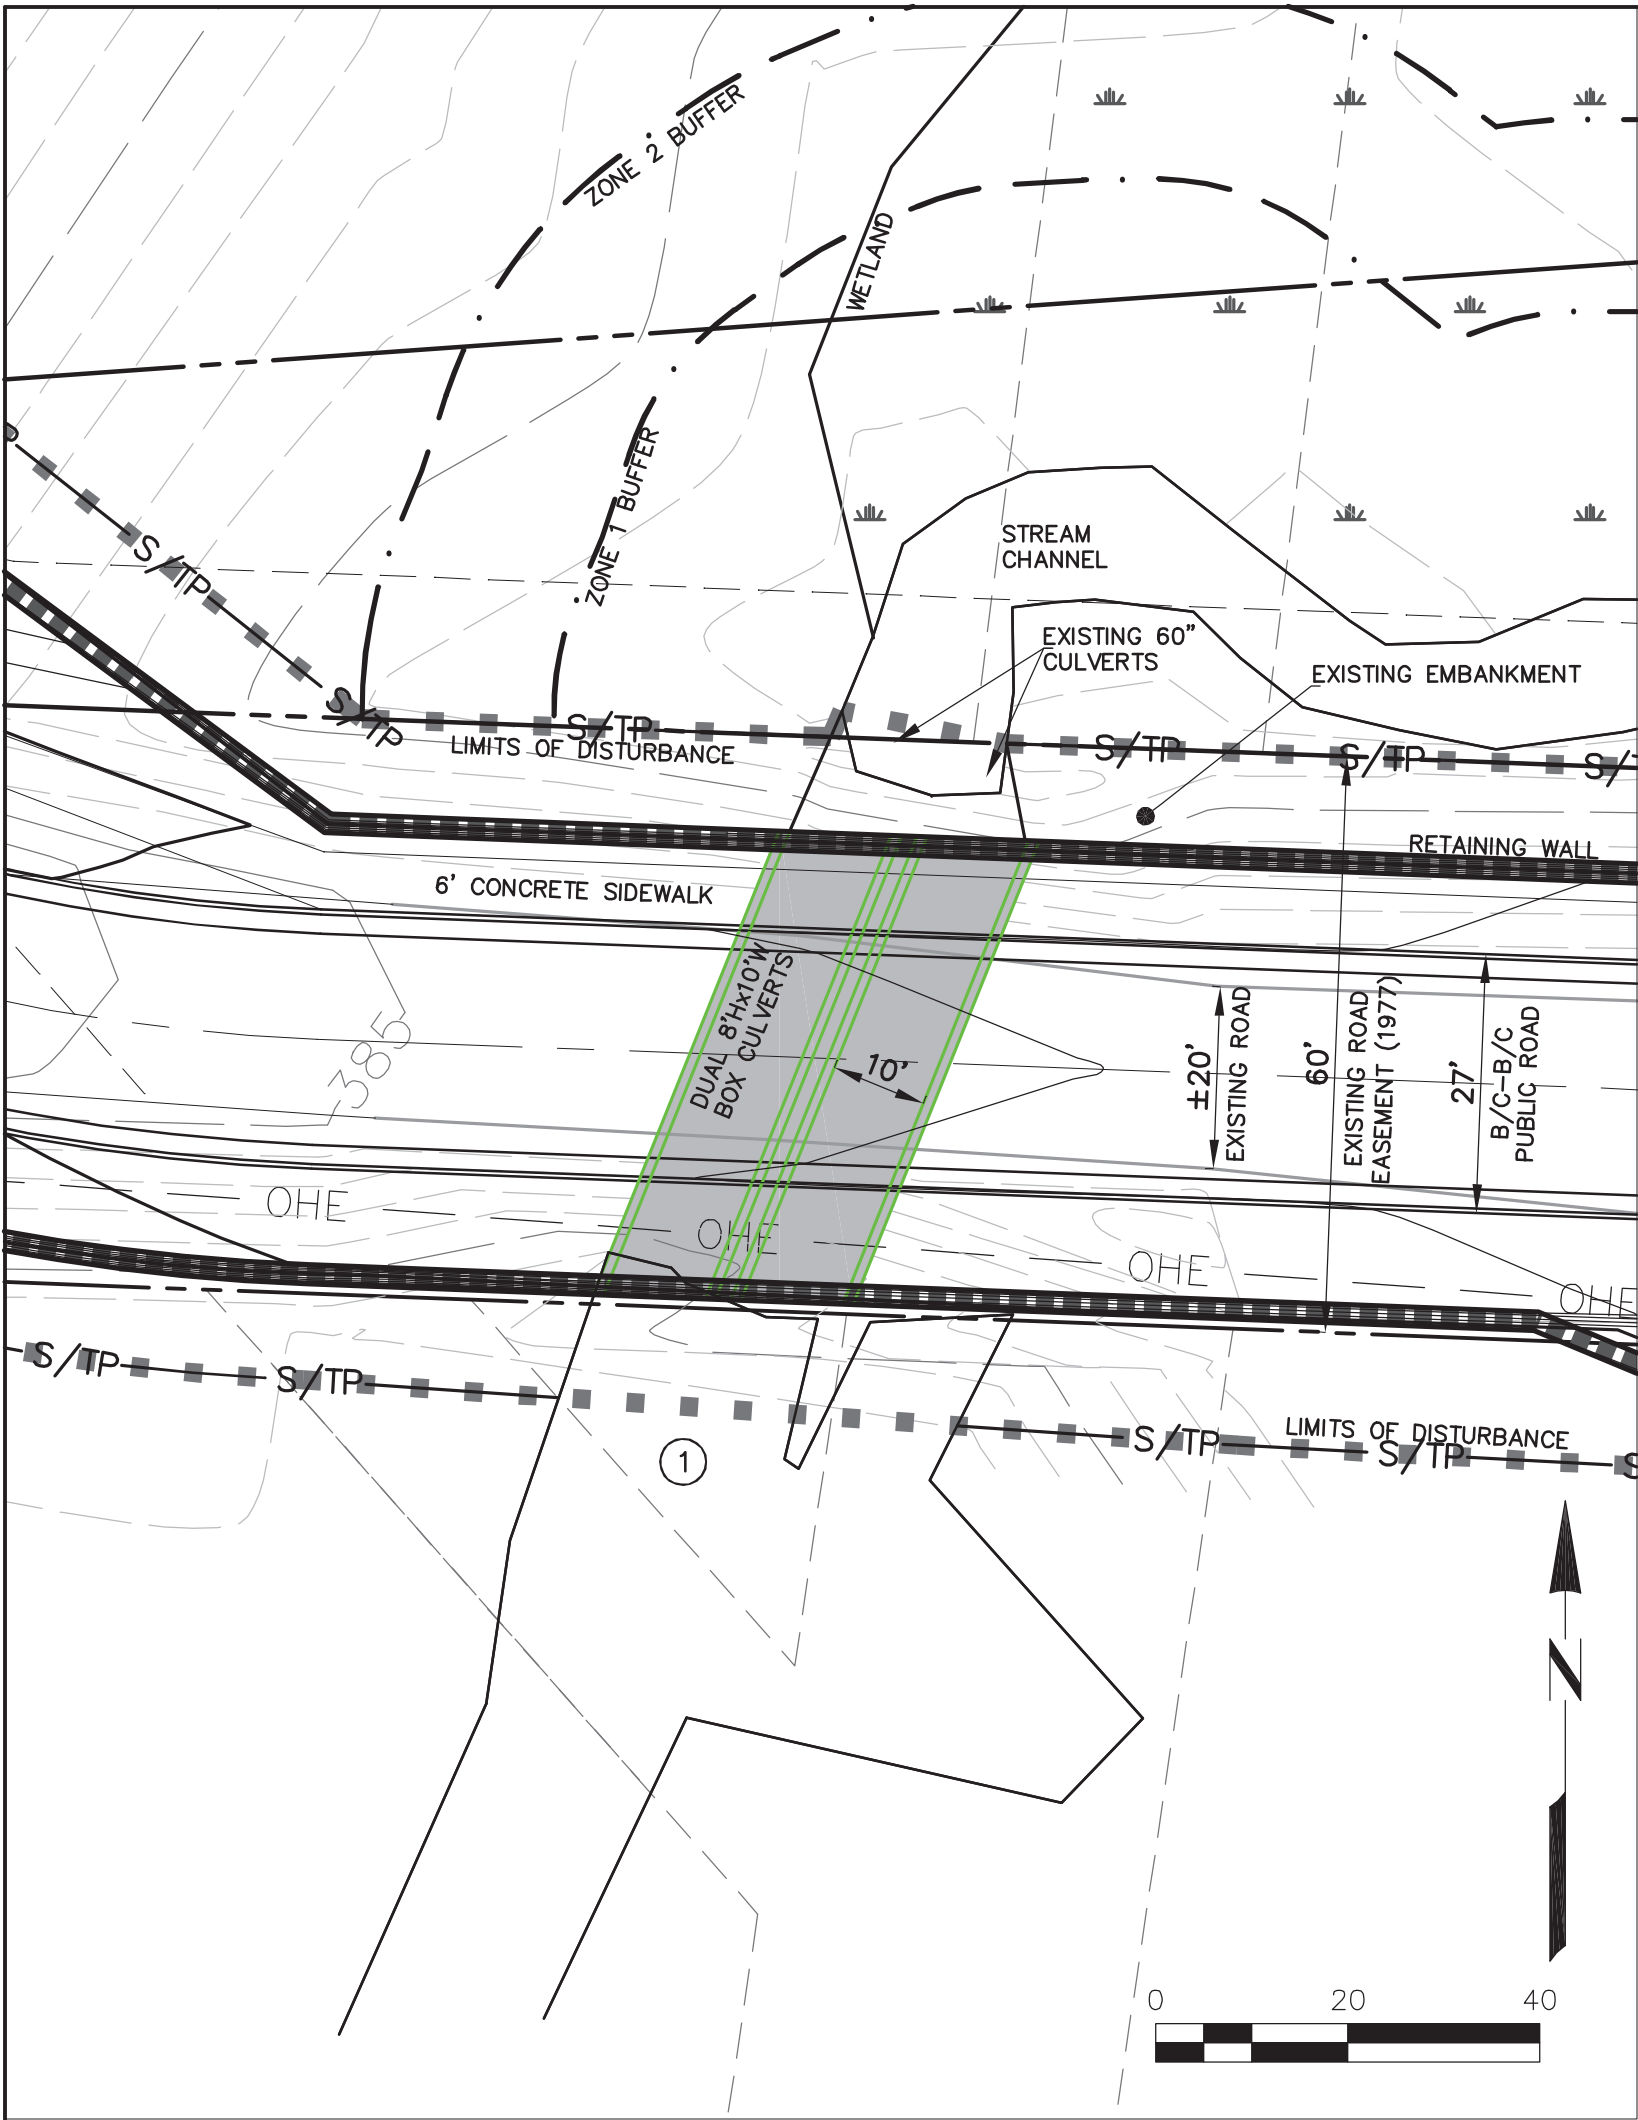 ZONE 2 BUFFER
WETLAND
ZONE 1 BUFFER
STREAM
CHANNEL
S/TP
S/TP
EXISTING 60"
CULVERTS
EXISTING EMBANKMENT
S/TP
S/TP
S/TP
LIMITS OF DISTURBANCE
RETAINING WALL
6' CONCRETE SIDEWALK
DUAL 8'Hx10'W
BOX CULVERTS
10'
385
±20'
EXISTING ROAD
60'
EXISTING ROAD
EASEMENT (1977)
27'
B/C-B/C
PUBLIC ROAD
OHE
OHE
OHE
OHE
S/TP
S/TP
LIMITS OF DISTURBANCE
S/TP
S/TP
1
N
0 20 40